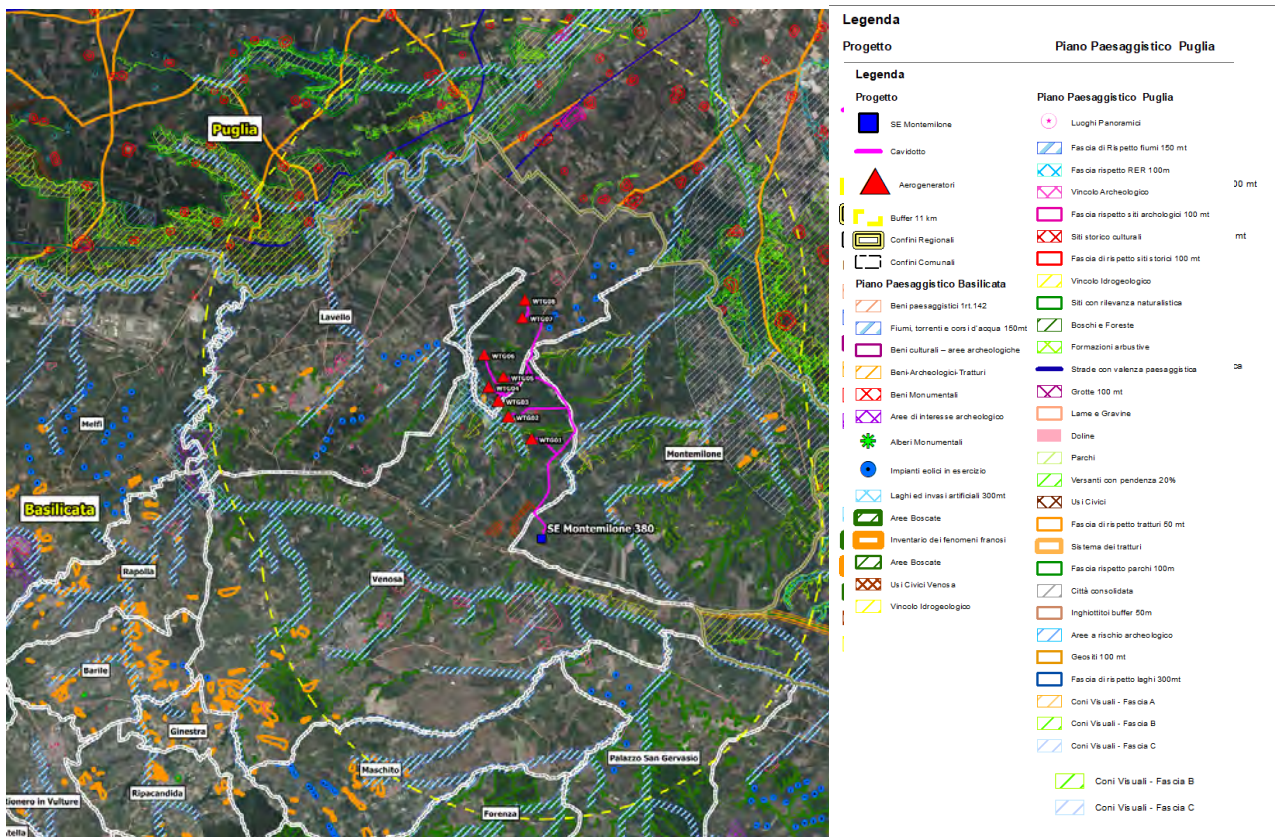 Puglia
Lavello
WTG08
WTG07
WTG06
WTG05
WTG04
WTG03
WTG02
WTG01
Melfi
Montemilone
Basilicata
SE Montemilone 380
Rapolla
Venosa
Barile
Ginestra
Maschito
Palazzo San Gervasio
Ripacandida
tionero in Vulture
Forenza
tella
Legenda
Progetto
Piano Paesaggistico Puglia
Legenda
Progetto
SE Montemilone
Cavidotto
Aerogeneratori
Buffer 11 km
Confini Regionali
Confini Comunali
Piano Paesaggistico Basilicata
Beni paesaggistici 1rt.142
Fiumi, torrenti e corsi d'acqua 150mt
Beni culturali – aree archeologiche
Beni-Archeologici-Tratturi
Beni Monumentali
Aree di interesse archeologico
Alberi Monumentali
Impianti eolici in esercizio
Laghi ed invasi artificiali 300mt
Aree Boscate
Inventario dei fenomeni franosi
Aree Boscate
Usi Civici Venosa
Vincolo Idrogeologico
Piano Paesaggistico Puglia
Luoghi Panoramici
Fascia di Rispetto fiumi 150 mt
Fascia rispetto RER 100m
Vincolo Archeologico
Fascia rispetto siti archeologici 100 mt
Siti storico culturali
Fascia di rispetto siti storici 100 mt
Vincolo Idrogeologico
Siti con rilevanza naturalistica
Boschi e Foreste
Formazioni arbustive
Strade con valenza paesaggistica
Grotte 100 mt
Lame e Gravine
Doline
Parchi
Versanti con pendenza 20%
Usi Civici
Fascia di rispetto tratturi 50 mt
Sistema dei tratturi
Fascia rispetto parchi 100m
Città consolidata
Inghiottitoi buffer 50m
Aree a rischio archeologico
Geositi 100 mt
Fascia di rispetto laghi 300mt
Coni Visuali - Fascia A
Coni Visuali - Fascia B
Coni Visuali - Fascia C
Coni Visuali - Fascia B
Coni Visuali - Fascia C
00 mt
mt
ca